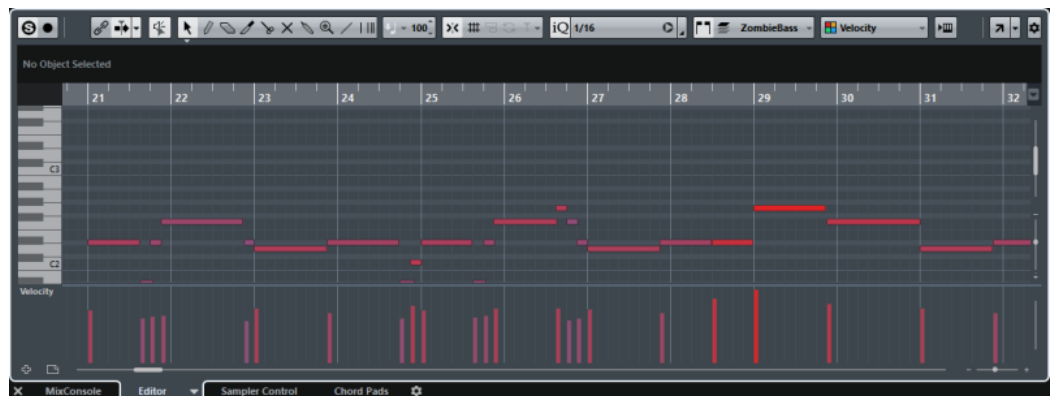 S 100 iQ 1/16 ZombieBass Velocity
No Object Selected
21 22 23 24 25 26 27 28 29 30 31 32
C3
C2
Velocity
MixConsole Editor Sampler Control Chord Pads